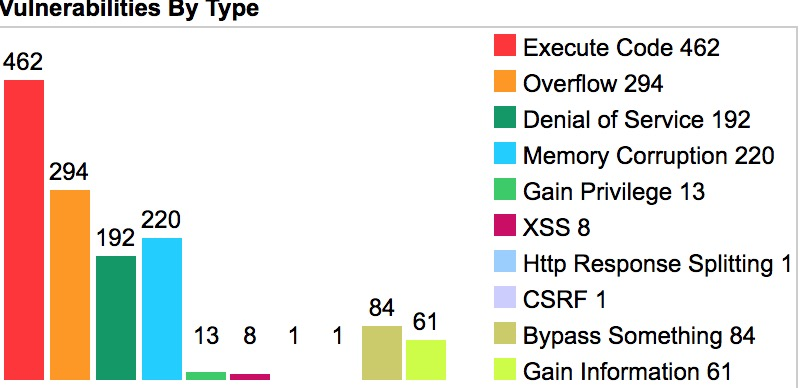 Vulnerabilities By Type
462
294
192
220
13
8
1
1
84
61
Execute Code 462
Overflow 294
Denial of Service 192
Memory Corruption 220
Gain Privilege 13
XSS 8
Http Response Splitting 1
CSRF 1
Bypass Something 84
Gain Information 61